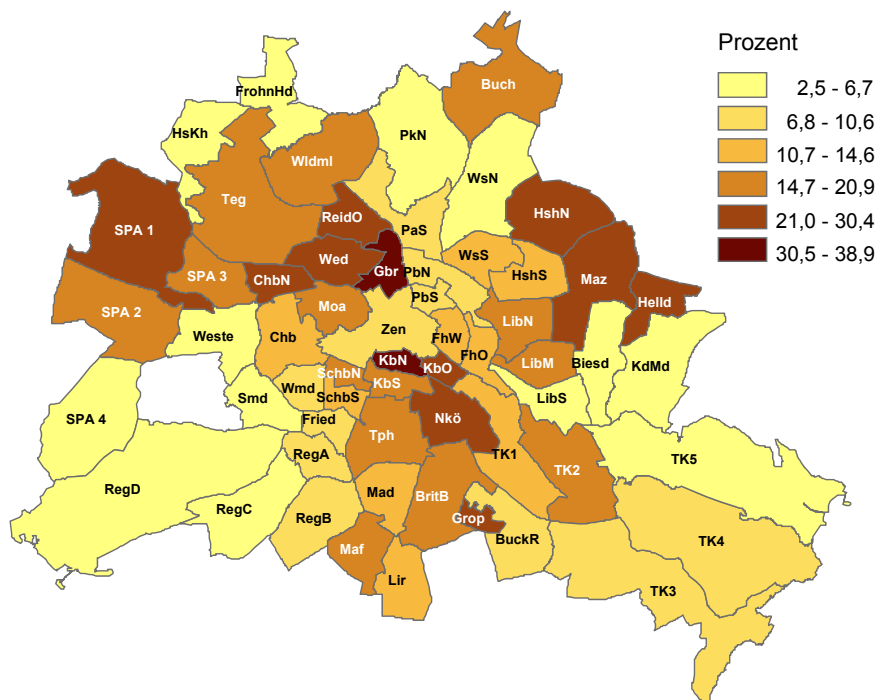 Prozent
2,5 - 6,7
6,8 - 10,6
10,7 - 14,6
14,7 - 20,9
21,0 - 30,4
30,5 - 38,9
FrohnHd
Buch
HsKh
PkN
Wldml
WsN
Teg
ReidO
HshN
SPA 1
PaS
Wed
WsS
SPA 3
ChbN
Gbr
PbN
HshS
Maz
PbS
Helld
SPA 2
Moa
LibN
Weste
Chb
Zen
FhW
FhO
KbN
KbO
LibM
Biesd
KdMd
SchbN
KbS
Wmd
SchbS
Smd
LibS
SPA 4
Fried
Nkö
Tph
RegA
TK1
TK2
TK5
RegD
Mad
BritB
RegC
RegB
Grop
BuckR
TK4
Maf
Lir
TK3